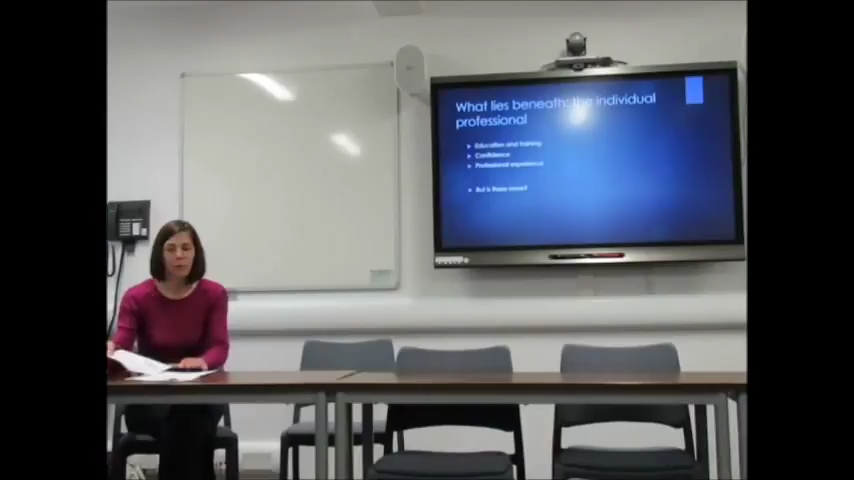 What lies beneath: the individual
professional
Education and training
Confidence
Professional experience
But is there more?